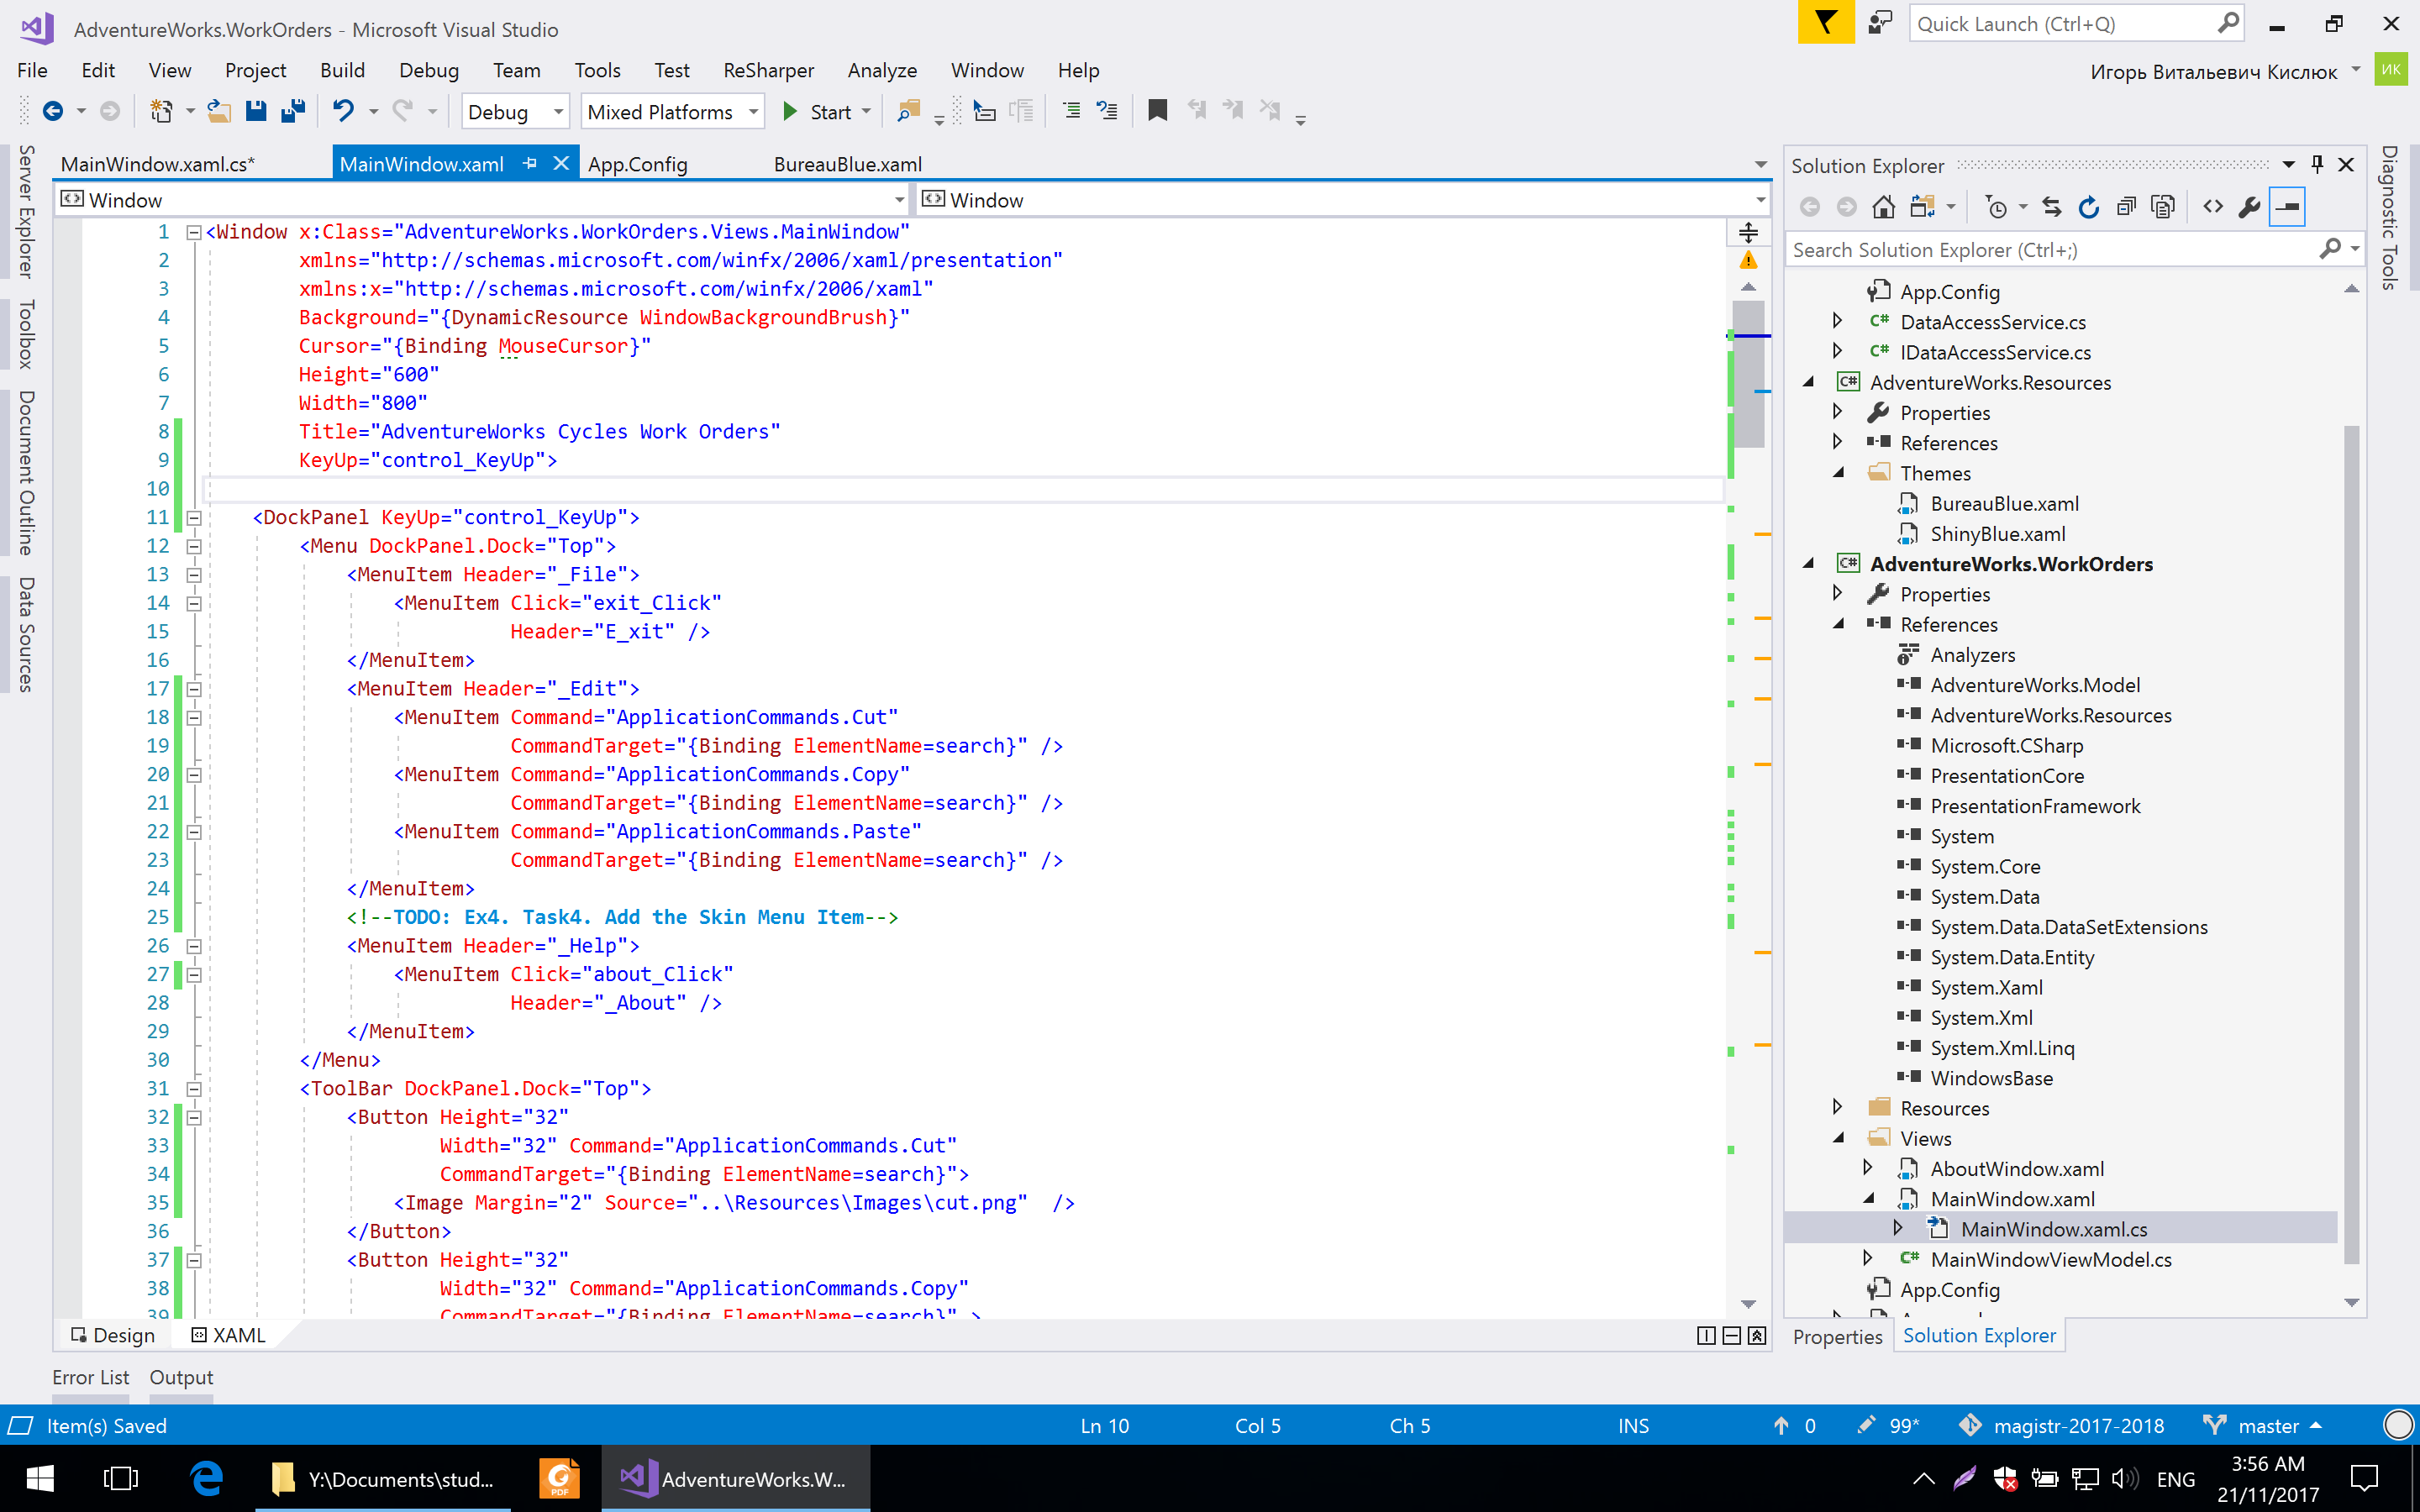 AdventureWorks.WorkOrders - Microsoft Visual Studio
Quick Launch (Ctrl+Q)
File Edit View Project Build Debug Team Tools Test ReSharper Analyze Window Help
Игорь Витальевич Кислюк ИК
Debug Mixed Platforms Start
Server Explorer
Toolbox
Document Outline
Data Sources
MainWindow.xaml.cs* MainWindow.xaml App.Config BureauBlue.xaml
Window Window
1 <Window x:Class="AdventureWorks.WorkOrders.Views.MainWindow"
2 xmlns="http://schemas.microsoft.com/winfx/2006/xaml/presentation"
3 xmlns:x="http://schemas.microsoft.com/winfx/2006/xaml"
4 Background="{DynamicResource WindowBackgroundBrush}"
5 Cursor="{Binding MouseCursor}"
6 Height="600"
7 Width="800"
8 Title="AdventureWorks Cycles Work Orders"
9 KeyUp="control_KeyUp">
10
11 <DockPanel KeyUp="control_KeyUp">
12 <Menu DockPanel.Dock="Top">
13 <MenuItem Header="_File">
14 <MenuItem Click="exit_Click"
15 Header="E_xit" />
16 </MenuItem>
17 <MenuItem Header="_Edit">
18 <MenuItem Command="ApplicationCommands.Cut"
19 CommandTarget="{Binding ElementName=search}" />
20 <MenuItem Command="ApplicationCommands.Copy"
21 CommandTarget="{Binding ElementName=search}" />
22 <MenuItem Command="ApplicationCommands.Paste"
23 CommandTarget="{Binding ElementName=search}" />
24 </MenuItem>
25 <!--TODO: Ex4. Task4. Add the Skin Menu Item-->
26 <MenuItem Header="_Help">
27 <MenuItem Click="about_Click"
28 Header="_About" />
29 </MenuItem>
30 </Menu>
31 <ToolBar DockPanel.Dock="Top">
32 <Button Height="32"
33 Width="32" Command="ApplicationCommands.Cut"
34 CommandTarget="{Binding ElementName=search}">
35 <Image Margin="2" Source="..\Resources\Images\cut.png"  />
36 </Button>
37 <Button Height="32"
38 Width="32" Command="ApplicationCommands.Copy"
39 CommandTarget="{Binding ElementName=search}" >
Design XAML
Solution Explorer
Search Solution Explorer (Ctrl+;)
App.Config
C# DataAccessService.cs
C# IDataAccessService.cs
C# AdventureWorks.Resources
Properties
References
Themes
BureauBlue.xaml
ShinyBlue.xaml
C# AdventureWorks.WorkOrders
Properties
References
Analyzers
AdventureWorks.Model
AdventureWorks.Resources
Microsoft.CSharp
PresentationCore
PresentationFramework
System
System.Core
System.Data
System.Data.DataSetExtensions
System.Data.Entity
System.Xaml
System.Xml
System.Xml.Linq
WindowsBase
Resources
Views
AboutWindow.xaml
MainWindow.xaml
MainWindow.xaml.cs
C# MainWindowViewModel.cs
App.Config
Properties Solution Explorer
Diagnostic Tools
Error List Output
Item(s) Saved Ln 10 Col 5 Ch 5 INS 0 99* magistr-2017-2018 master
Y:\Documents\stud... PDF AdventureWorks.W... ENG
3:56 AM
21/11/2017